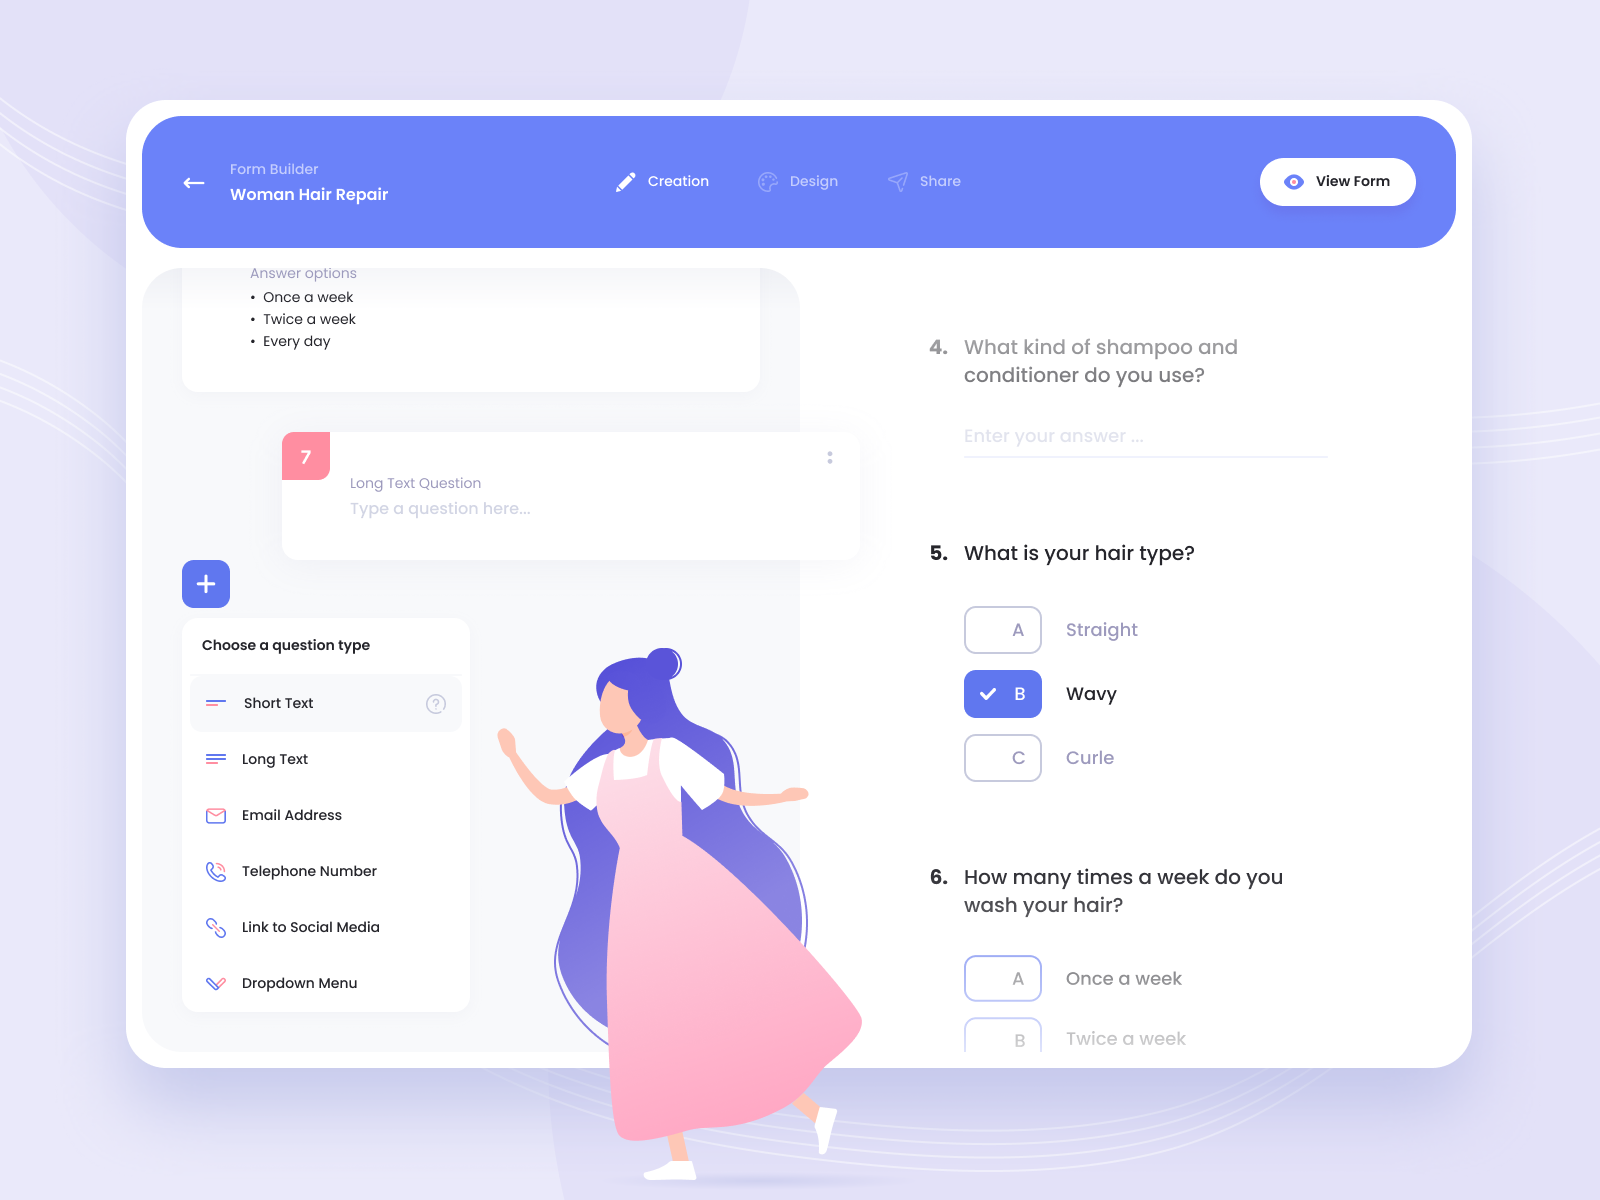 Form Builder
Woman Hair Repair
Creation
Design
Share
View Form
Answer options
• Once a week
• Twice a week
• Every day
7
Long Text Question
Type a question here...
Choose a question type
Short Text
?
Long Text
Email Address
Telephone Number
Link to Social Media
Dropdown Menu
4. What kind of shampoo and
conditioner do you use?
Enter your answer ...
5. What is your hair type?
A Straight
B Wavy
C Curle
6. How many times a week do you
wash your hair?
A Once a week
B Twice a week